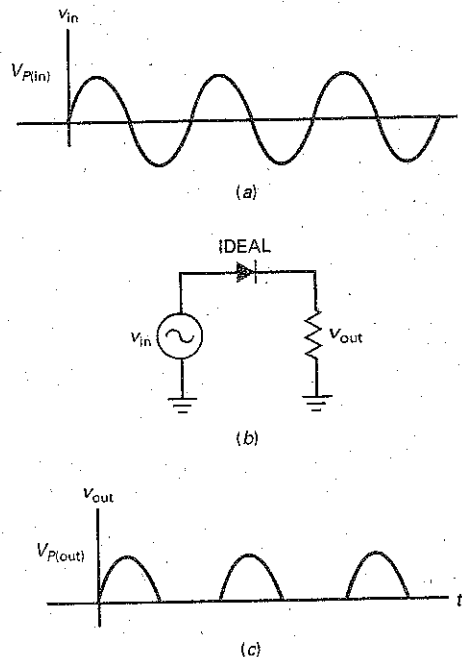 v_in
V_P(in)
(a)
IDEAL
v_in
v_out
(b)
v_out
V_P(out)
t
(c)